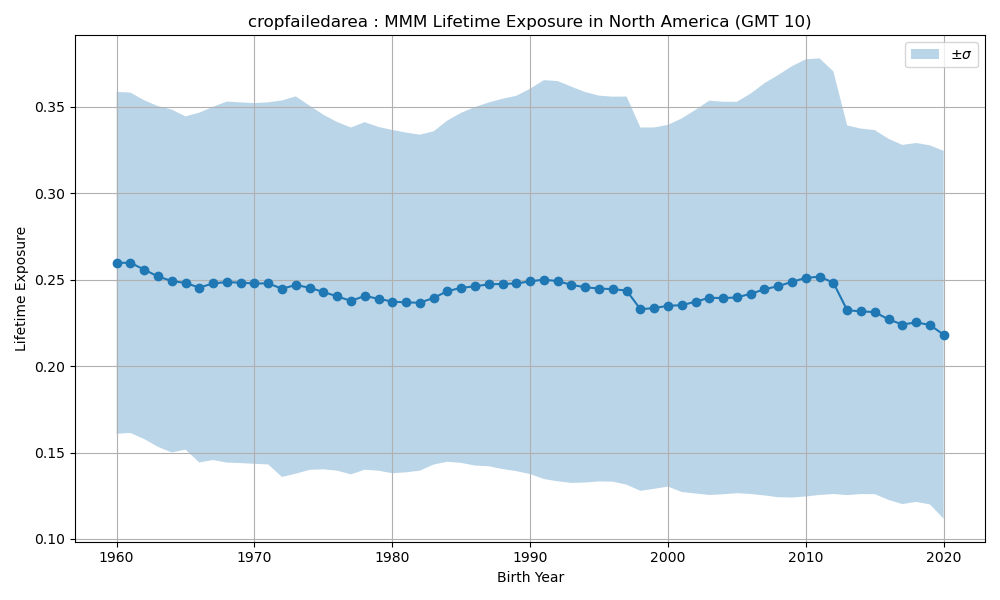 cropfailedarea : MMM Lifetime Exposure in North America (GMT 10)
±σ
Lifetime Exposure
0.35
0.30
0.25
0.20
0.15
0.10
1960 1970 1980 1990 2000 2010 2020
Birth Year